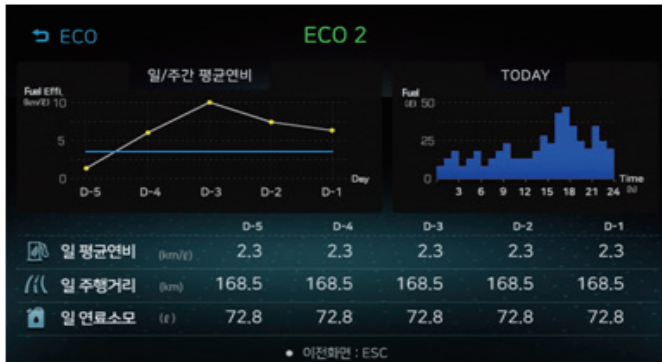 ECO
ECO 2
일/주간 평균연비
Fuel Effi.
(km/ℓ) 10
5
0
D-5 D-4 D-3 D-2 D-1
Day
TODAY
Fuel
(ℓ) 50
25
0
3 6 9 12 15 18 21 24
Time
(h)
D-5 D-4 D-3 D-2 D-1
일 평균연비 (km/ℓ) 2.3 2.3 2.3 2.3 2.3
일 주행거리 (km) 168.5 168.5 168.5 168.5 168.5
일 연료소모 (ℓ) 72.8 72.8 72.8 72.8 72.8
● 이전화면 : ESC